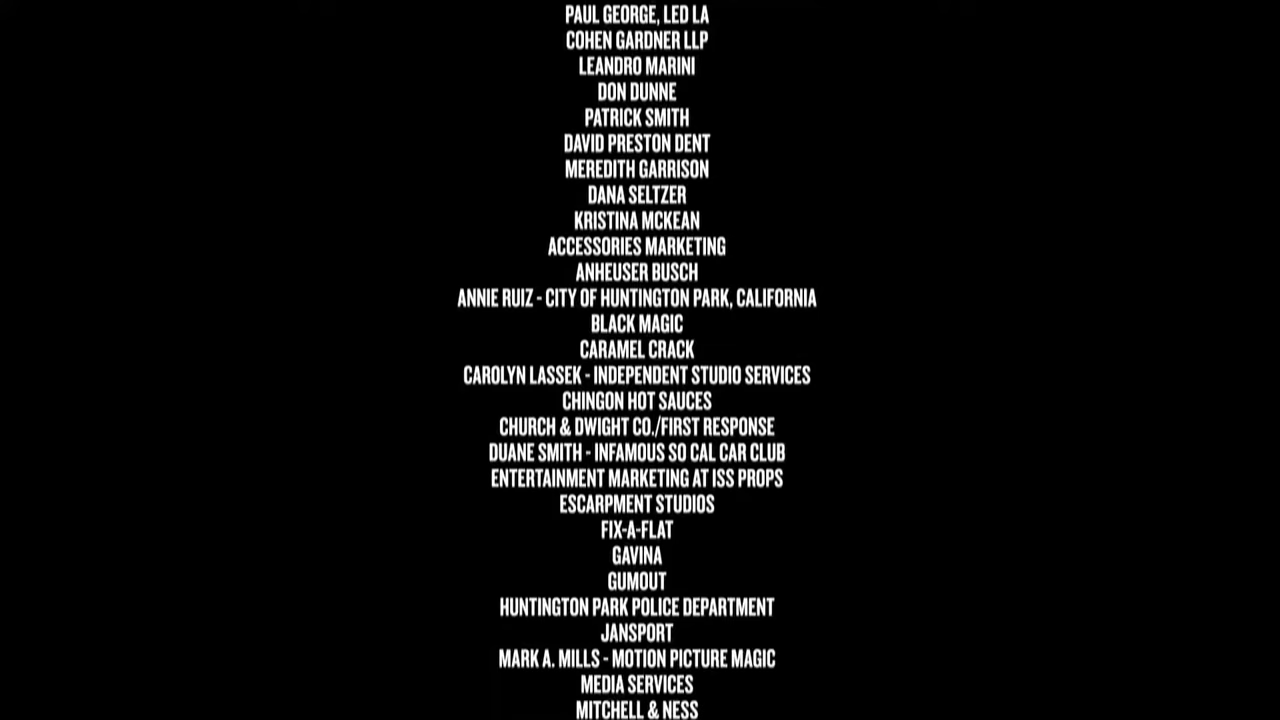 PAUL GEORGE, LED LA
COHEN GARDNER LLP
LEANDRO MARINI
DON DUNNE
PATRICK SMITH
DAVID PRESTON DENT
MEREDITH GARRISON
DANA SELTZER
KRISTINA MCKEAN
ACCESSORIES MARKETING
ANHEUSER BUSCH
ANNIE RUIZ - CITY OF HUNTINGTON PARK, CALIFORNIA
BLACK MAGIC
CARAMEL CRACK
CAROLYN LASSEK - INDEPENDENT STUDIO SERVICES
CHINGON HOT SAUCES
CHURCH & DWIGHT CO./FIRST RESPONSE
DUANE SMITH - INFAMOUS SO CAL CAR CLUB
ENTERTAINMENT MARKETING AT ISS PROPS
ESCARPMENT STUDIOS
FIX-A-FLAT
GAVINA
GUMOUT
HUNTINGTON PARK POLICE DEPARTMENT
JANSPORT
MARK A. MILLS - MOTION PICTURE MAGIC
MEDIA SERVICES
MITCHELL & NESS